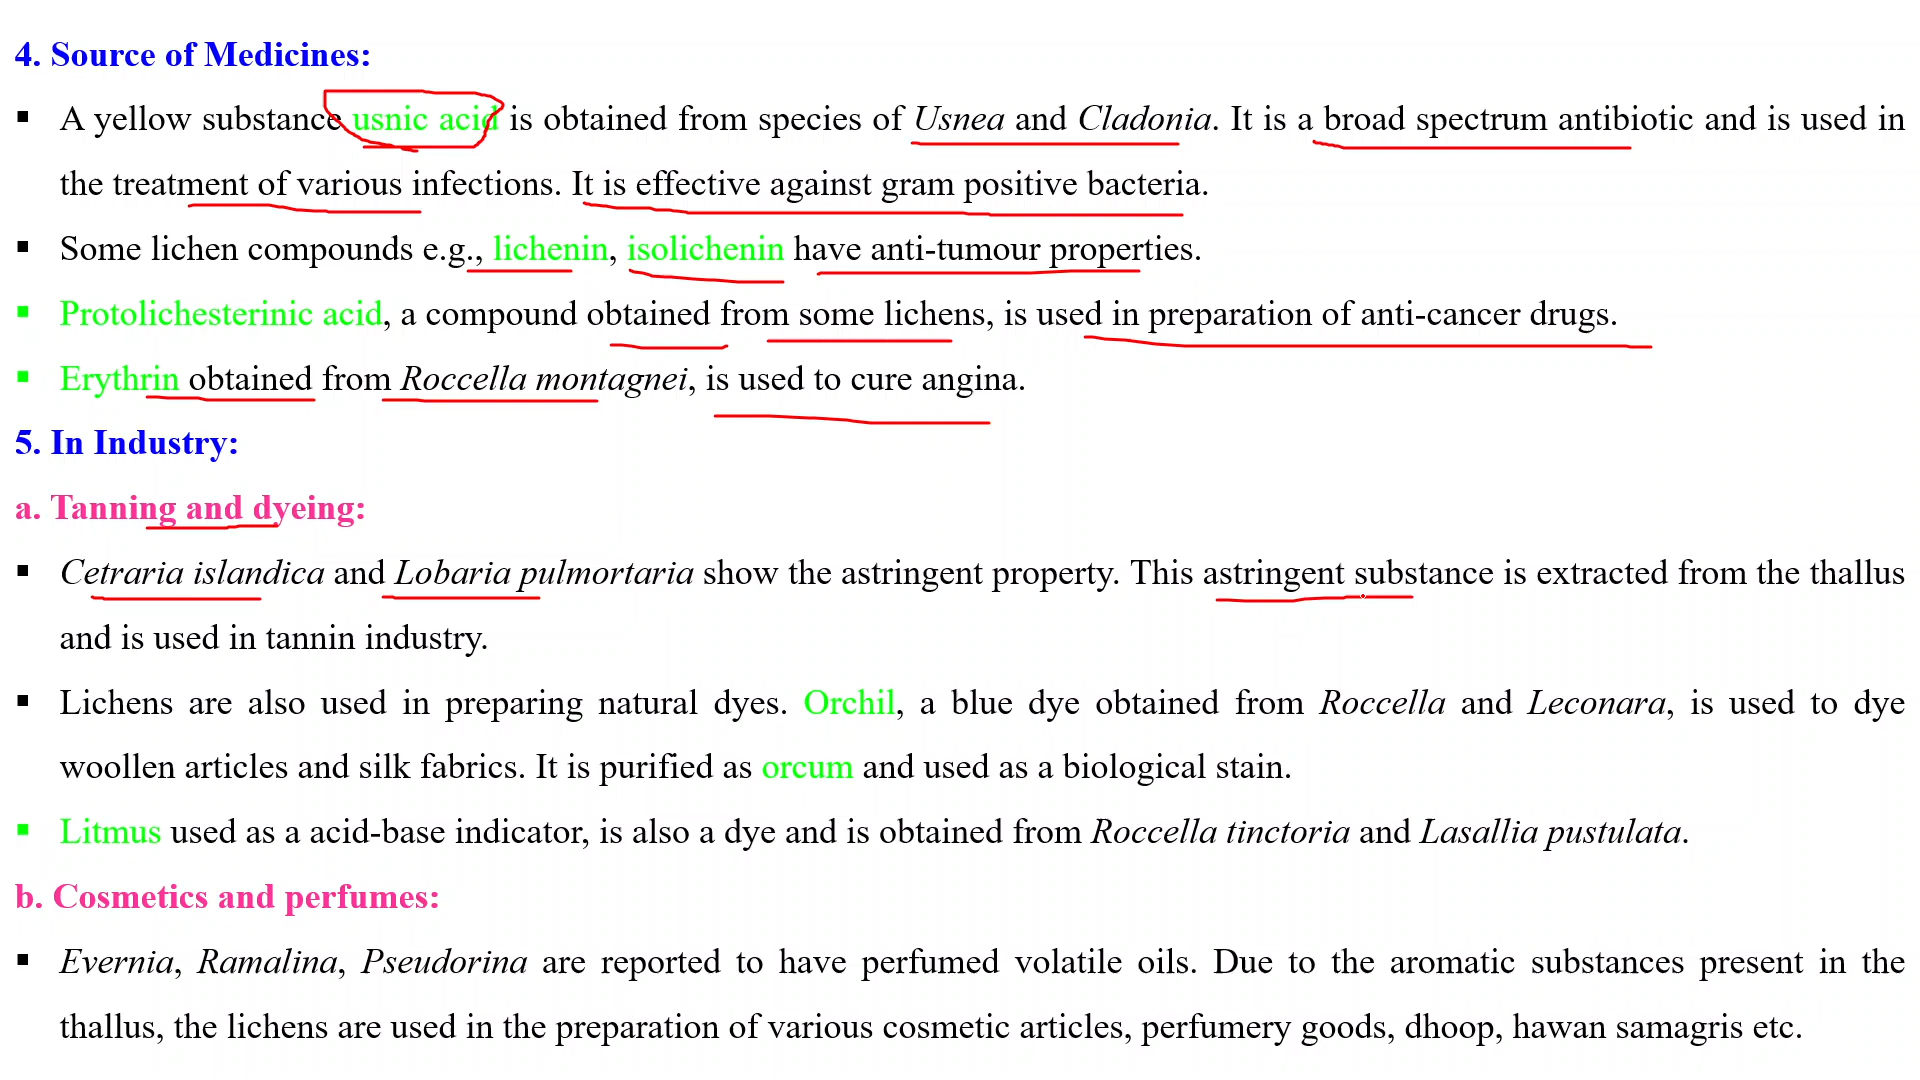 4. Source of Medicines:
▪ A yellow substance usnic acid is obtained from species of Usnea and Cladonia. It is a broad spectrum antibiotic and is used in
the treatment of various infections. It is effective against gram positive bacteria.
▪ Some lichen compounds e.g., lichenin, isolichenin have anti-tumour properties.
▪ Protolichesterinic acid, a compound obtained from some lichens, is used in preparation of anti-cancer drugs.
▪ Erythrin obtained from Roccella montagnei, is used to cure angina.
5. In Industry:
a. Tanning and dyeing:
▪ Cetraria islandica and Lobaria pulmortaria show the astringent property. This astringent substance is extracted from the thallus
and is used in tannin industry.
▪ Lichens are also used in preparing natural dyes. Orchil, a blue dye obtained from Roccella and Leconara, is used to dye
woollen articles and silk fabrics. It is purified as orcum and used as a biological stain.
▪ Litmus used as a acid-base indicator, is also a dye and is obtained from Roccella tinctoria and Lasallia pustulata.
b. Cosmetics and perfumes:
▪ Evernia, Ramalina, Pseudorina are reported to have perfumed volatile oils. Due to the aromatic substances present in the
thallus, the lichens are used in the preparation of various cosmetic articles, perfumery goods, dhoop, hawan samagris etc.